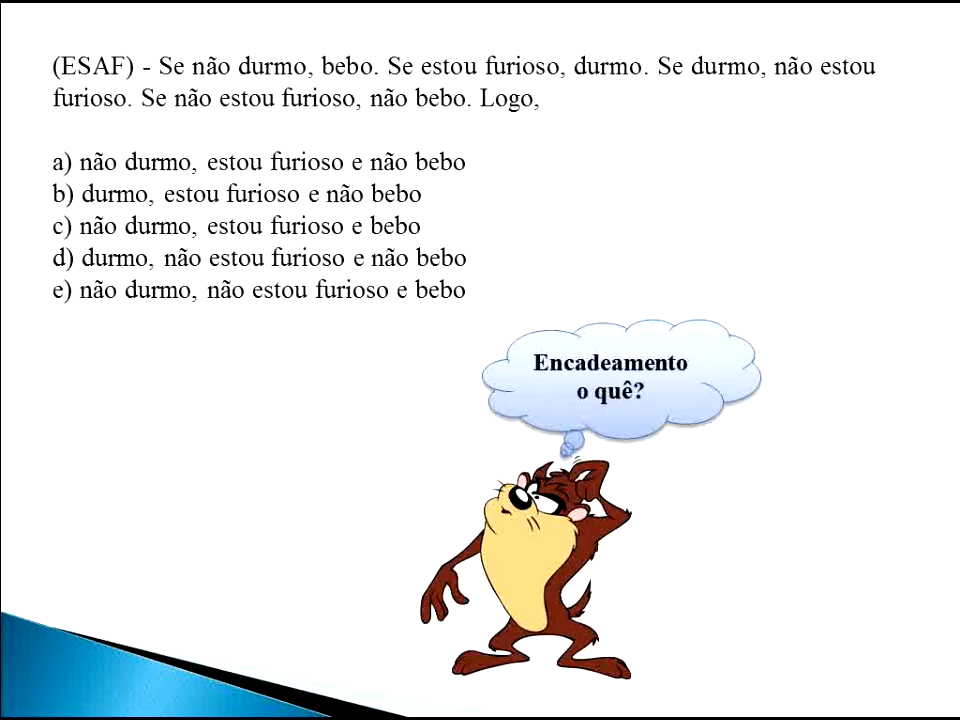 (ESAF) - Se não durmo, bebo. Se estou furioso, durmo. Se durmo, não estou
furioso. Se não estou furioso, não bebo. Logo,
a) não durmo, estou furioso e não bebo
b) durmo, estou furioso e não bebo
c) não durmo, estou furioso e bebo
d) durmo, não estou furioso e não bebo
e) não durmo, não estou furioso e bebo
Encadeamento
o quê?